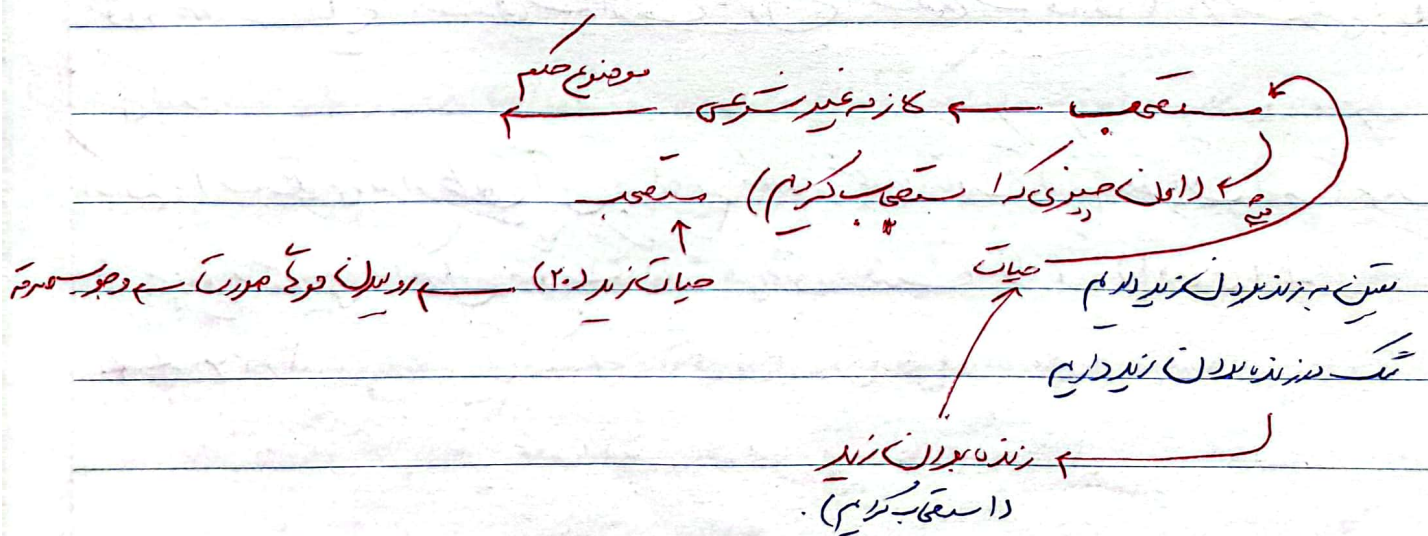 موضوع حکم
مستصحب ← لازمه غیر شرعی ←
← (اون چیزی که استصحاب کردیم) مستصحب
یقین به زنده بودن زید داریم حیات
حیات زید (۲۰) ← روییدن موهای صورت ← وجوب صدقه
شک در زنده بودن زید داریم
← زنده بودن زید
را استصحاب کردیم).